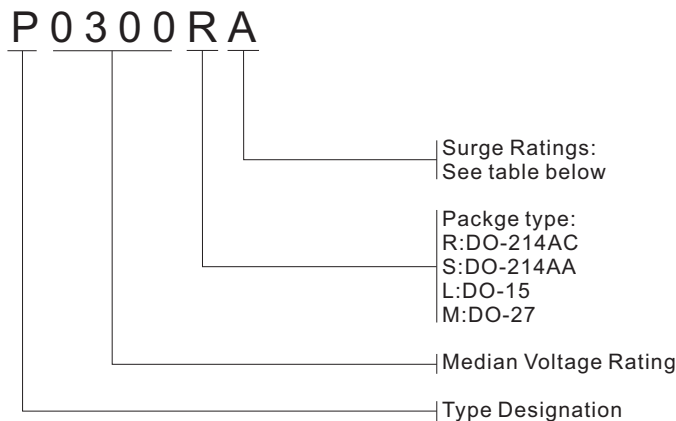 P0300RA
Surge Ratings:
See table below
Packge type:
R:DO-214AC
S:DO-214AA
L:DO-15
M:DO-27
Median Voltage Rating
Type Designation